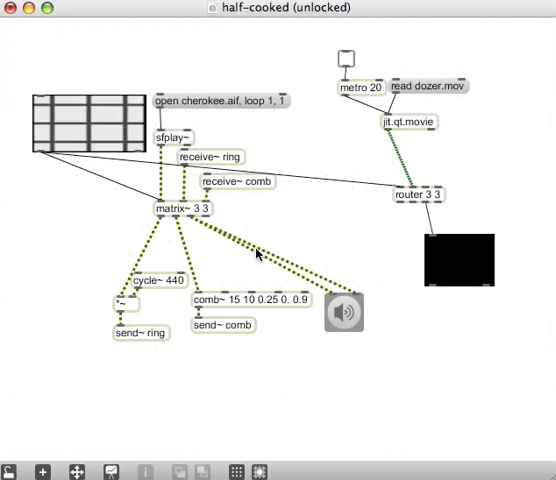 half-cooked (unlocked)
metro 20
read dozer.mov
open cherokee.aif, loop 1, 1
jit.qt.movie
sfplay~
receive~ ring
receive~ comb
router 3 3
matrix~ 3 3
cycle~ 440
*~
comb~ 15 10 0.25 0. 0.9
send~ ring
send~ comb